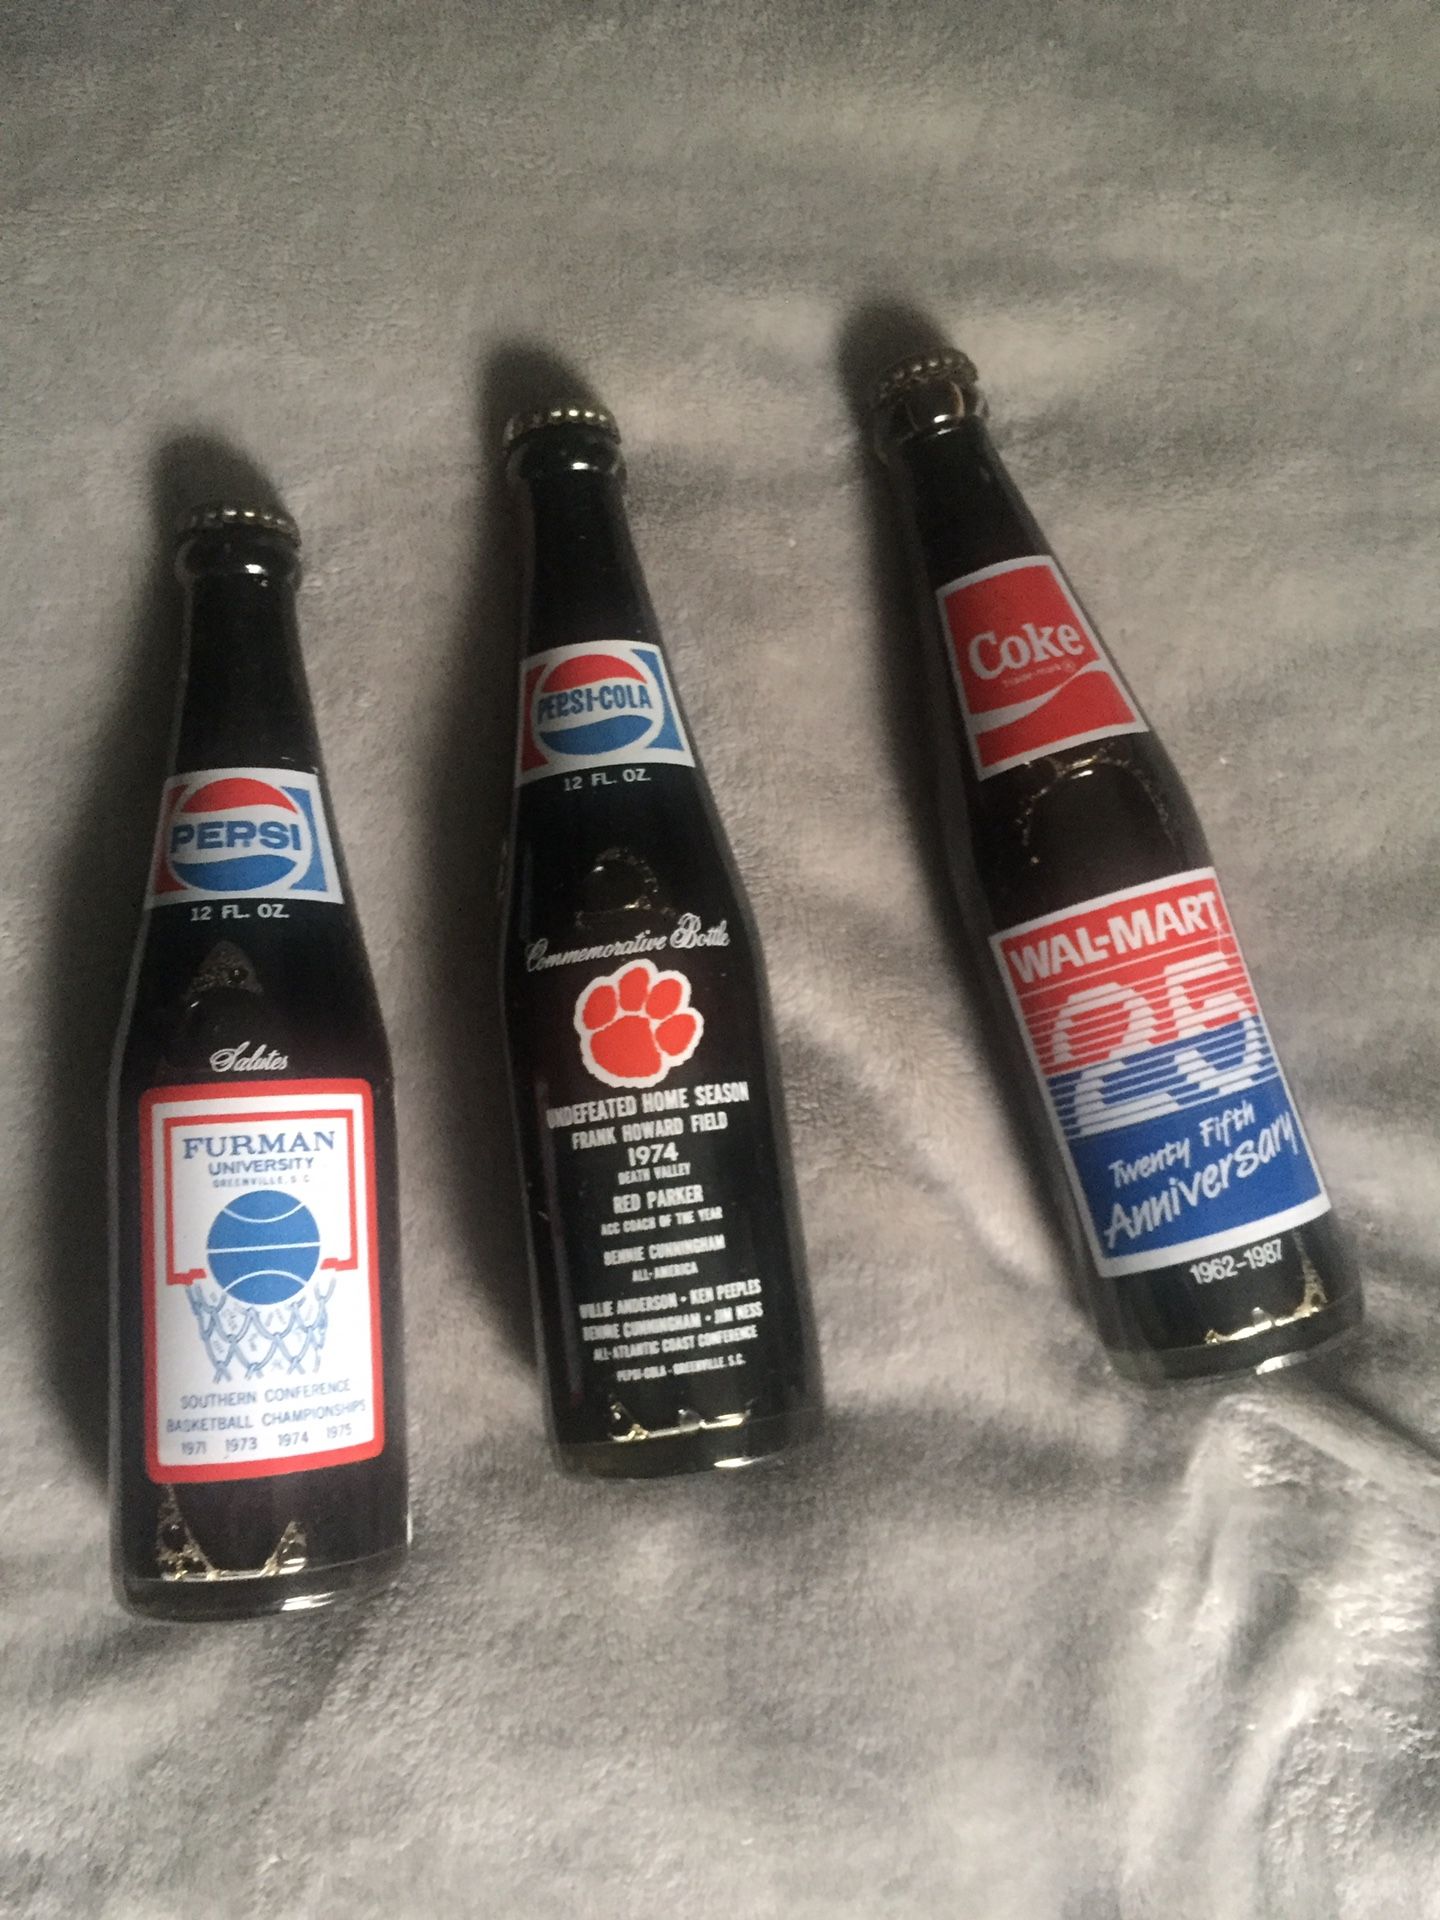 PEPSI
12 FL. OZ.
Salutes
FURMAN
UNIVERSITY
GREENVILLE, S.C.
SOUTHERN CONFERENCE
BASKETBALL CHAMPIONSHIPS
1971 1973 1974 1975
PEPSI-COLA
12 FL. OZ.
Commemorative Bottle
UNDEFEATED HOME SEASON
FRANK HOWARD FIELD
1974
DEATH VALLEY
RED PARKER
ACC COACH OF THE YEAR
BENNIE CUNNINGHAM
ALL-AMERICA
WILLIE ANDERSON • KEN PEEPLES
BENNIE CUNNINGHAM • JIM NESS
ALL-ATLANTIC COAST CONFERENCE
PEPSI-COLA - GREENVILLE, S.C.
Coke
Trade-mark ®
WAL-MART
25
Twenty Fifth
Anniversary
1962-1987